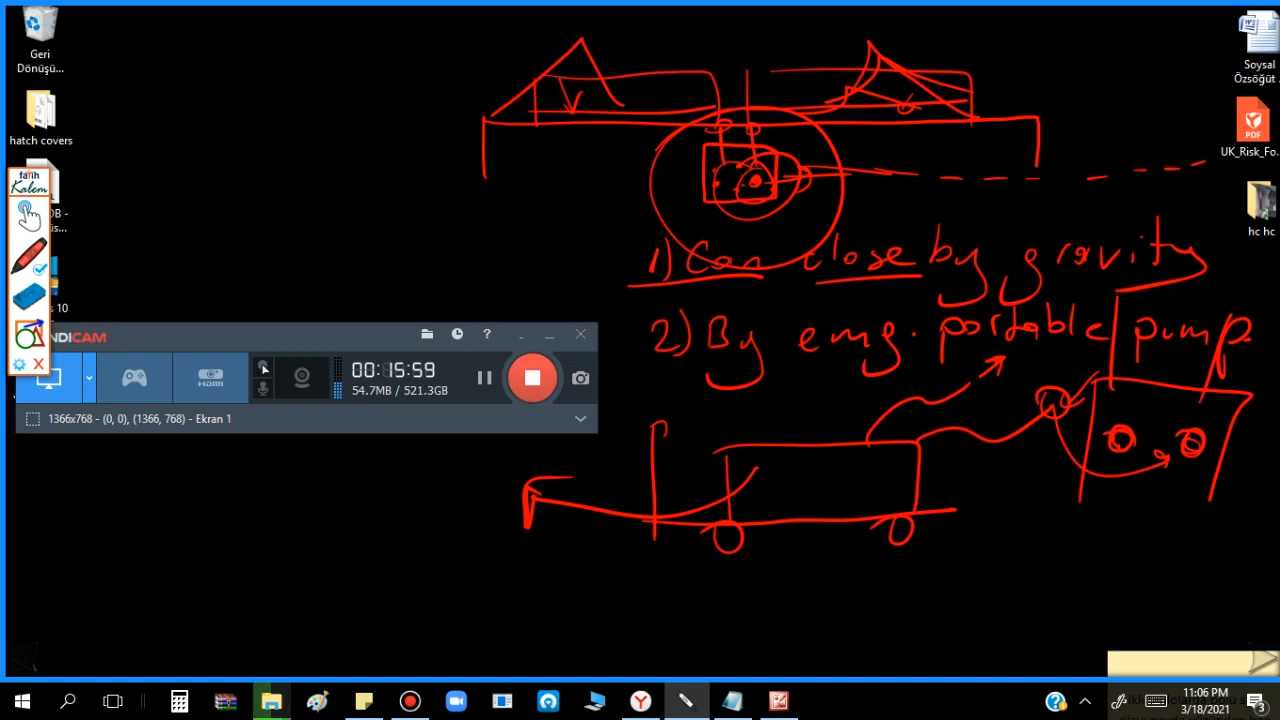 Geri
Dönüşü...
hatch covers
fatih
Kalem
10
Soysal
Özsöğüt
PDF
UK_Risk_Fo...
hc hc
1) Can close by gravity
2) By emg. portable pump
NDICAM
?
HDMI
00:15:59
54.7MB / 521.3GB
1366x768 - (0, 0), (1366, 768) - Ekran 1
11:06 PM
3/18/2021
3